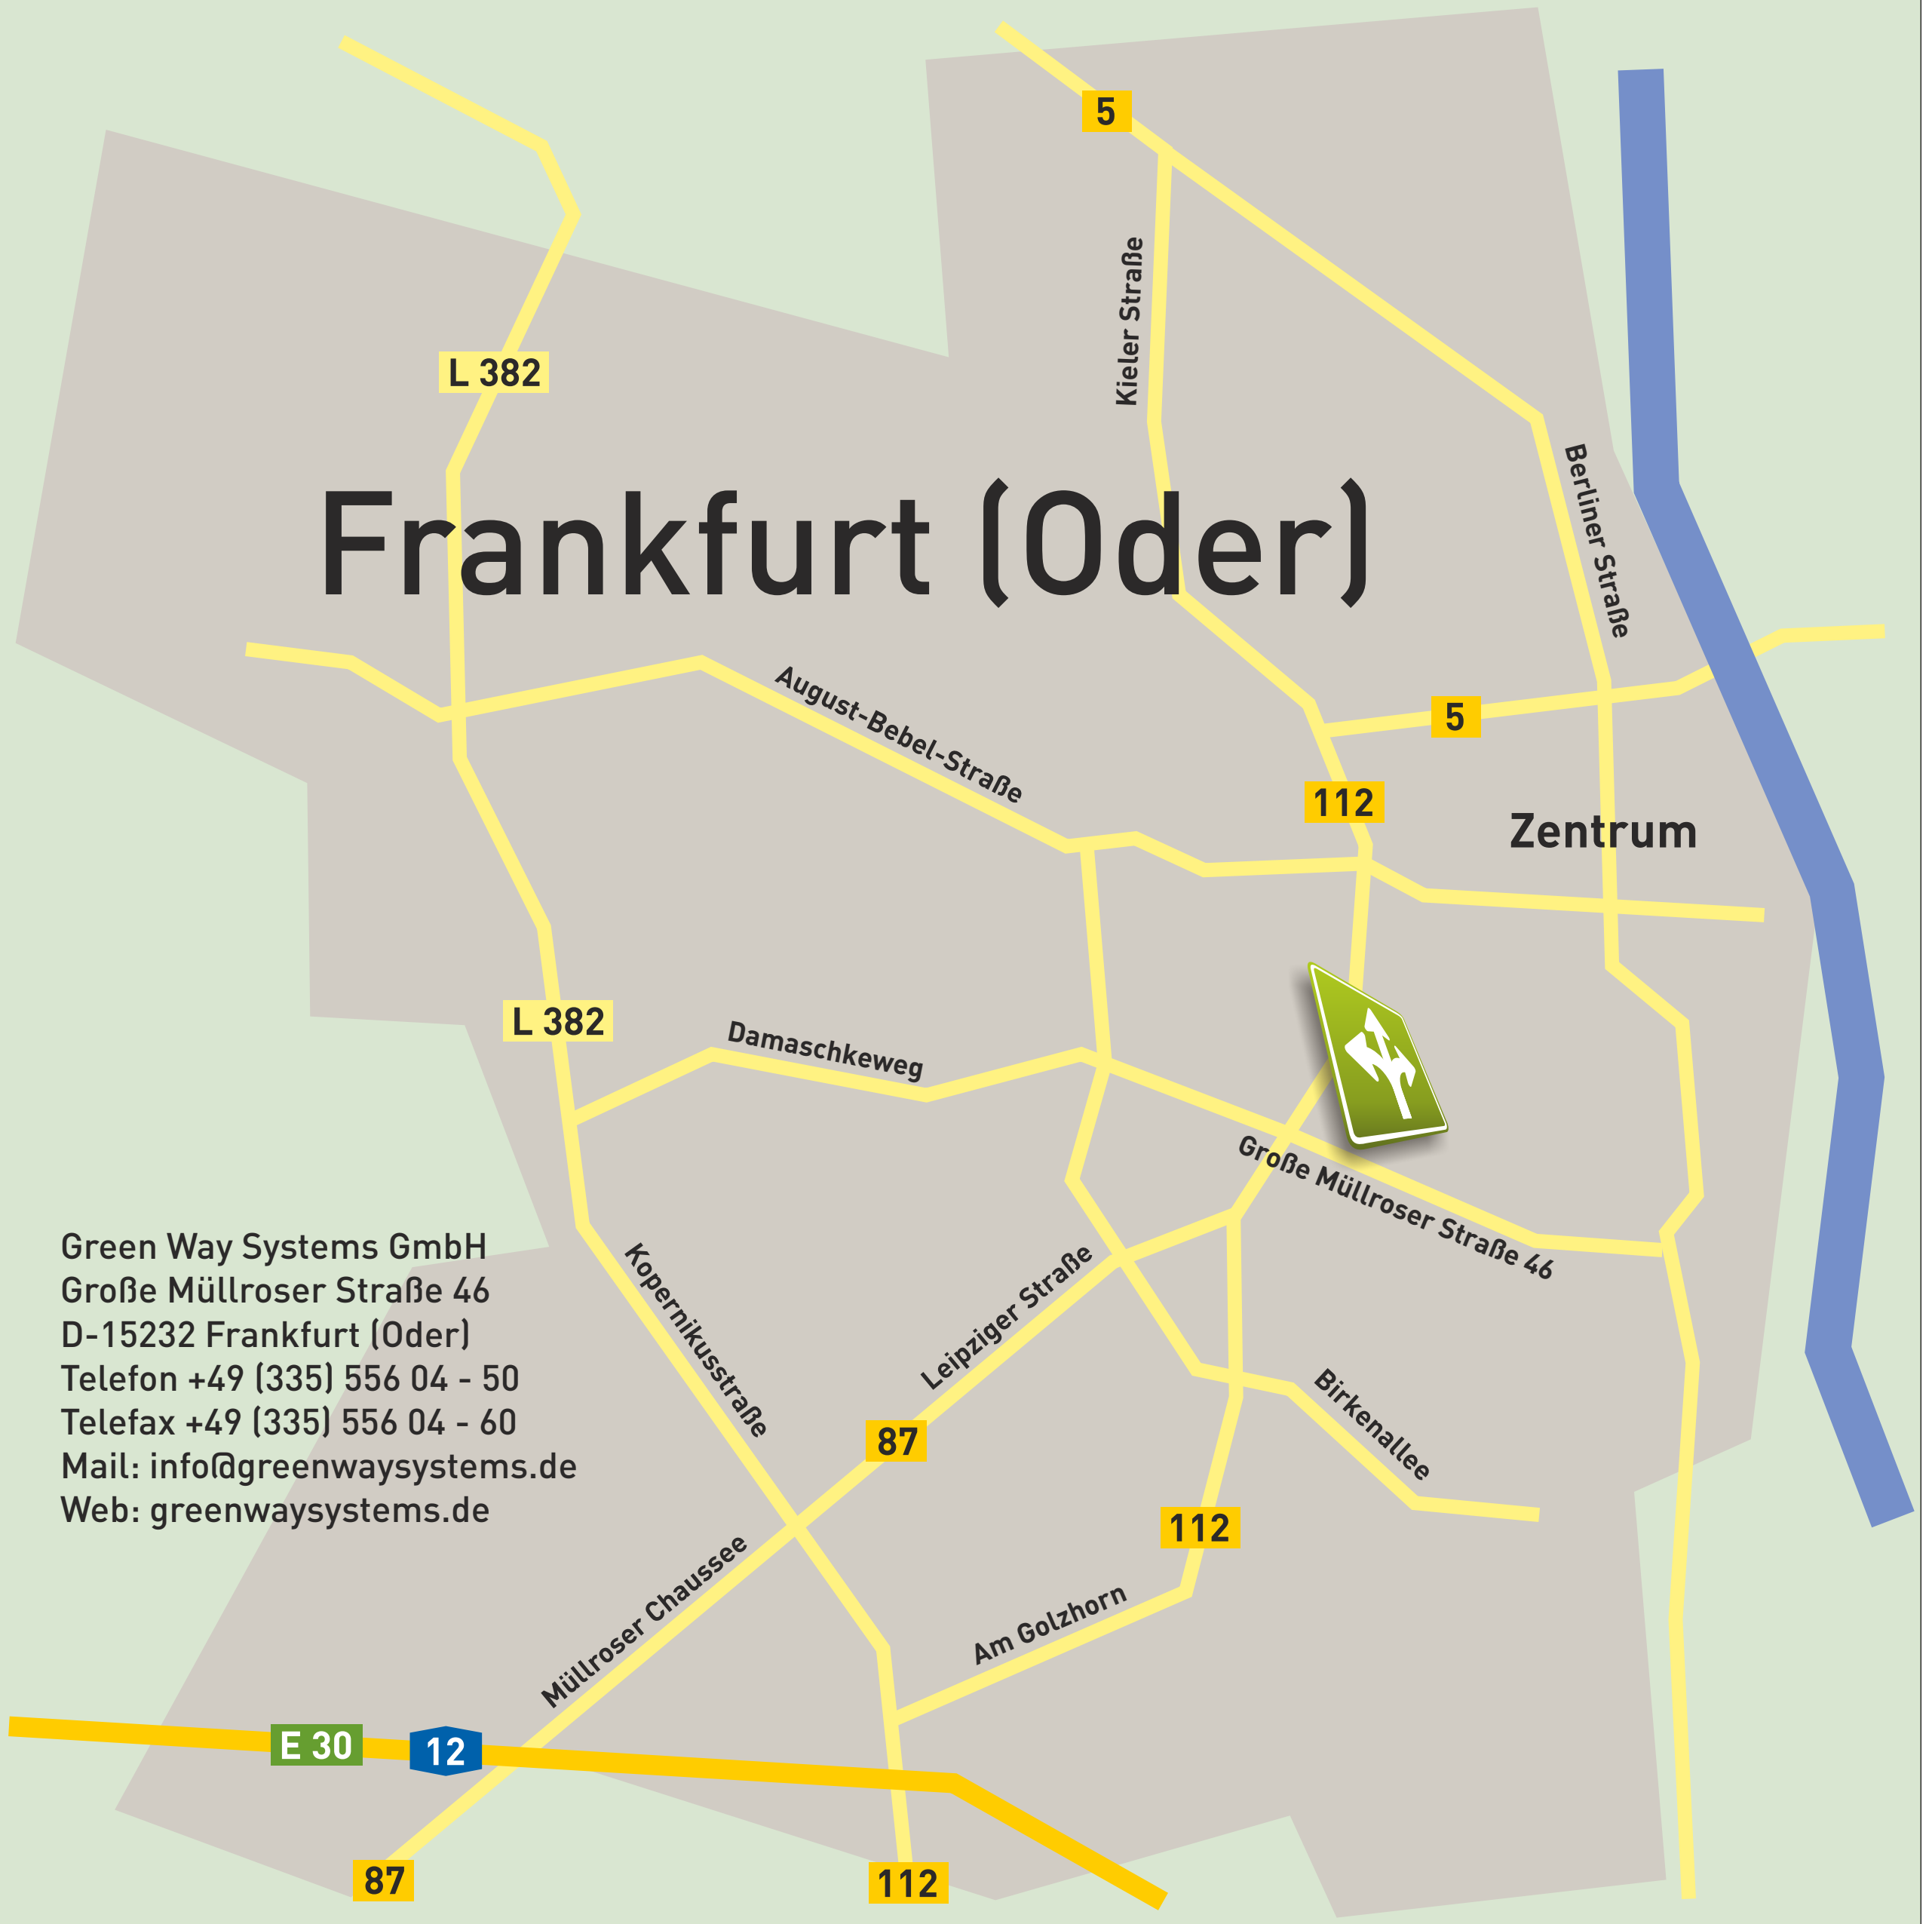 5
Kieler Straße
L 382
Berliner Straße
Frankfurt (Oder)
August-Bebel-Straße
5
112
Zentrum
L 382
Damaschkeweg
Große Müllroser Straße 46
Green Way Systems GmbH
Große Müllroser Straße 46
D-15232 Frankfurt (Oder)
Telefon +49 (335) 556 04 - 50
Telefax +49 (335) 556 04 - 60
Mail: info@greenwaysystems.de
Web: greenwaysystems.de
Kopernikusstraße
Leipziger Straße
Birkenallee
87
112
Müllroser Chaussee
Am Golzhorn
E 30
12
87
112